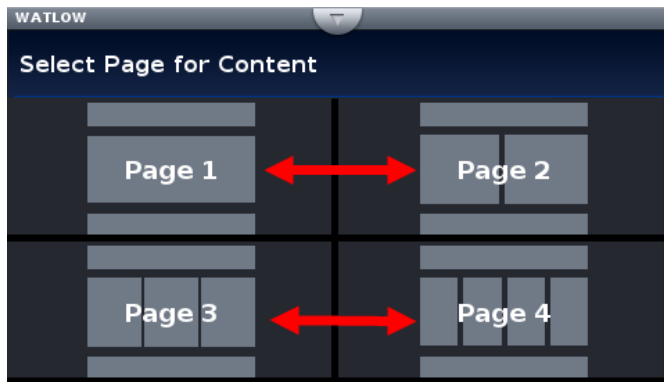 WATLOW
Select Page for Content
Page 1
Page 2
Page 3
Page 4